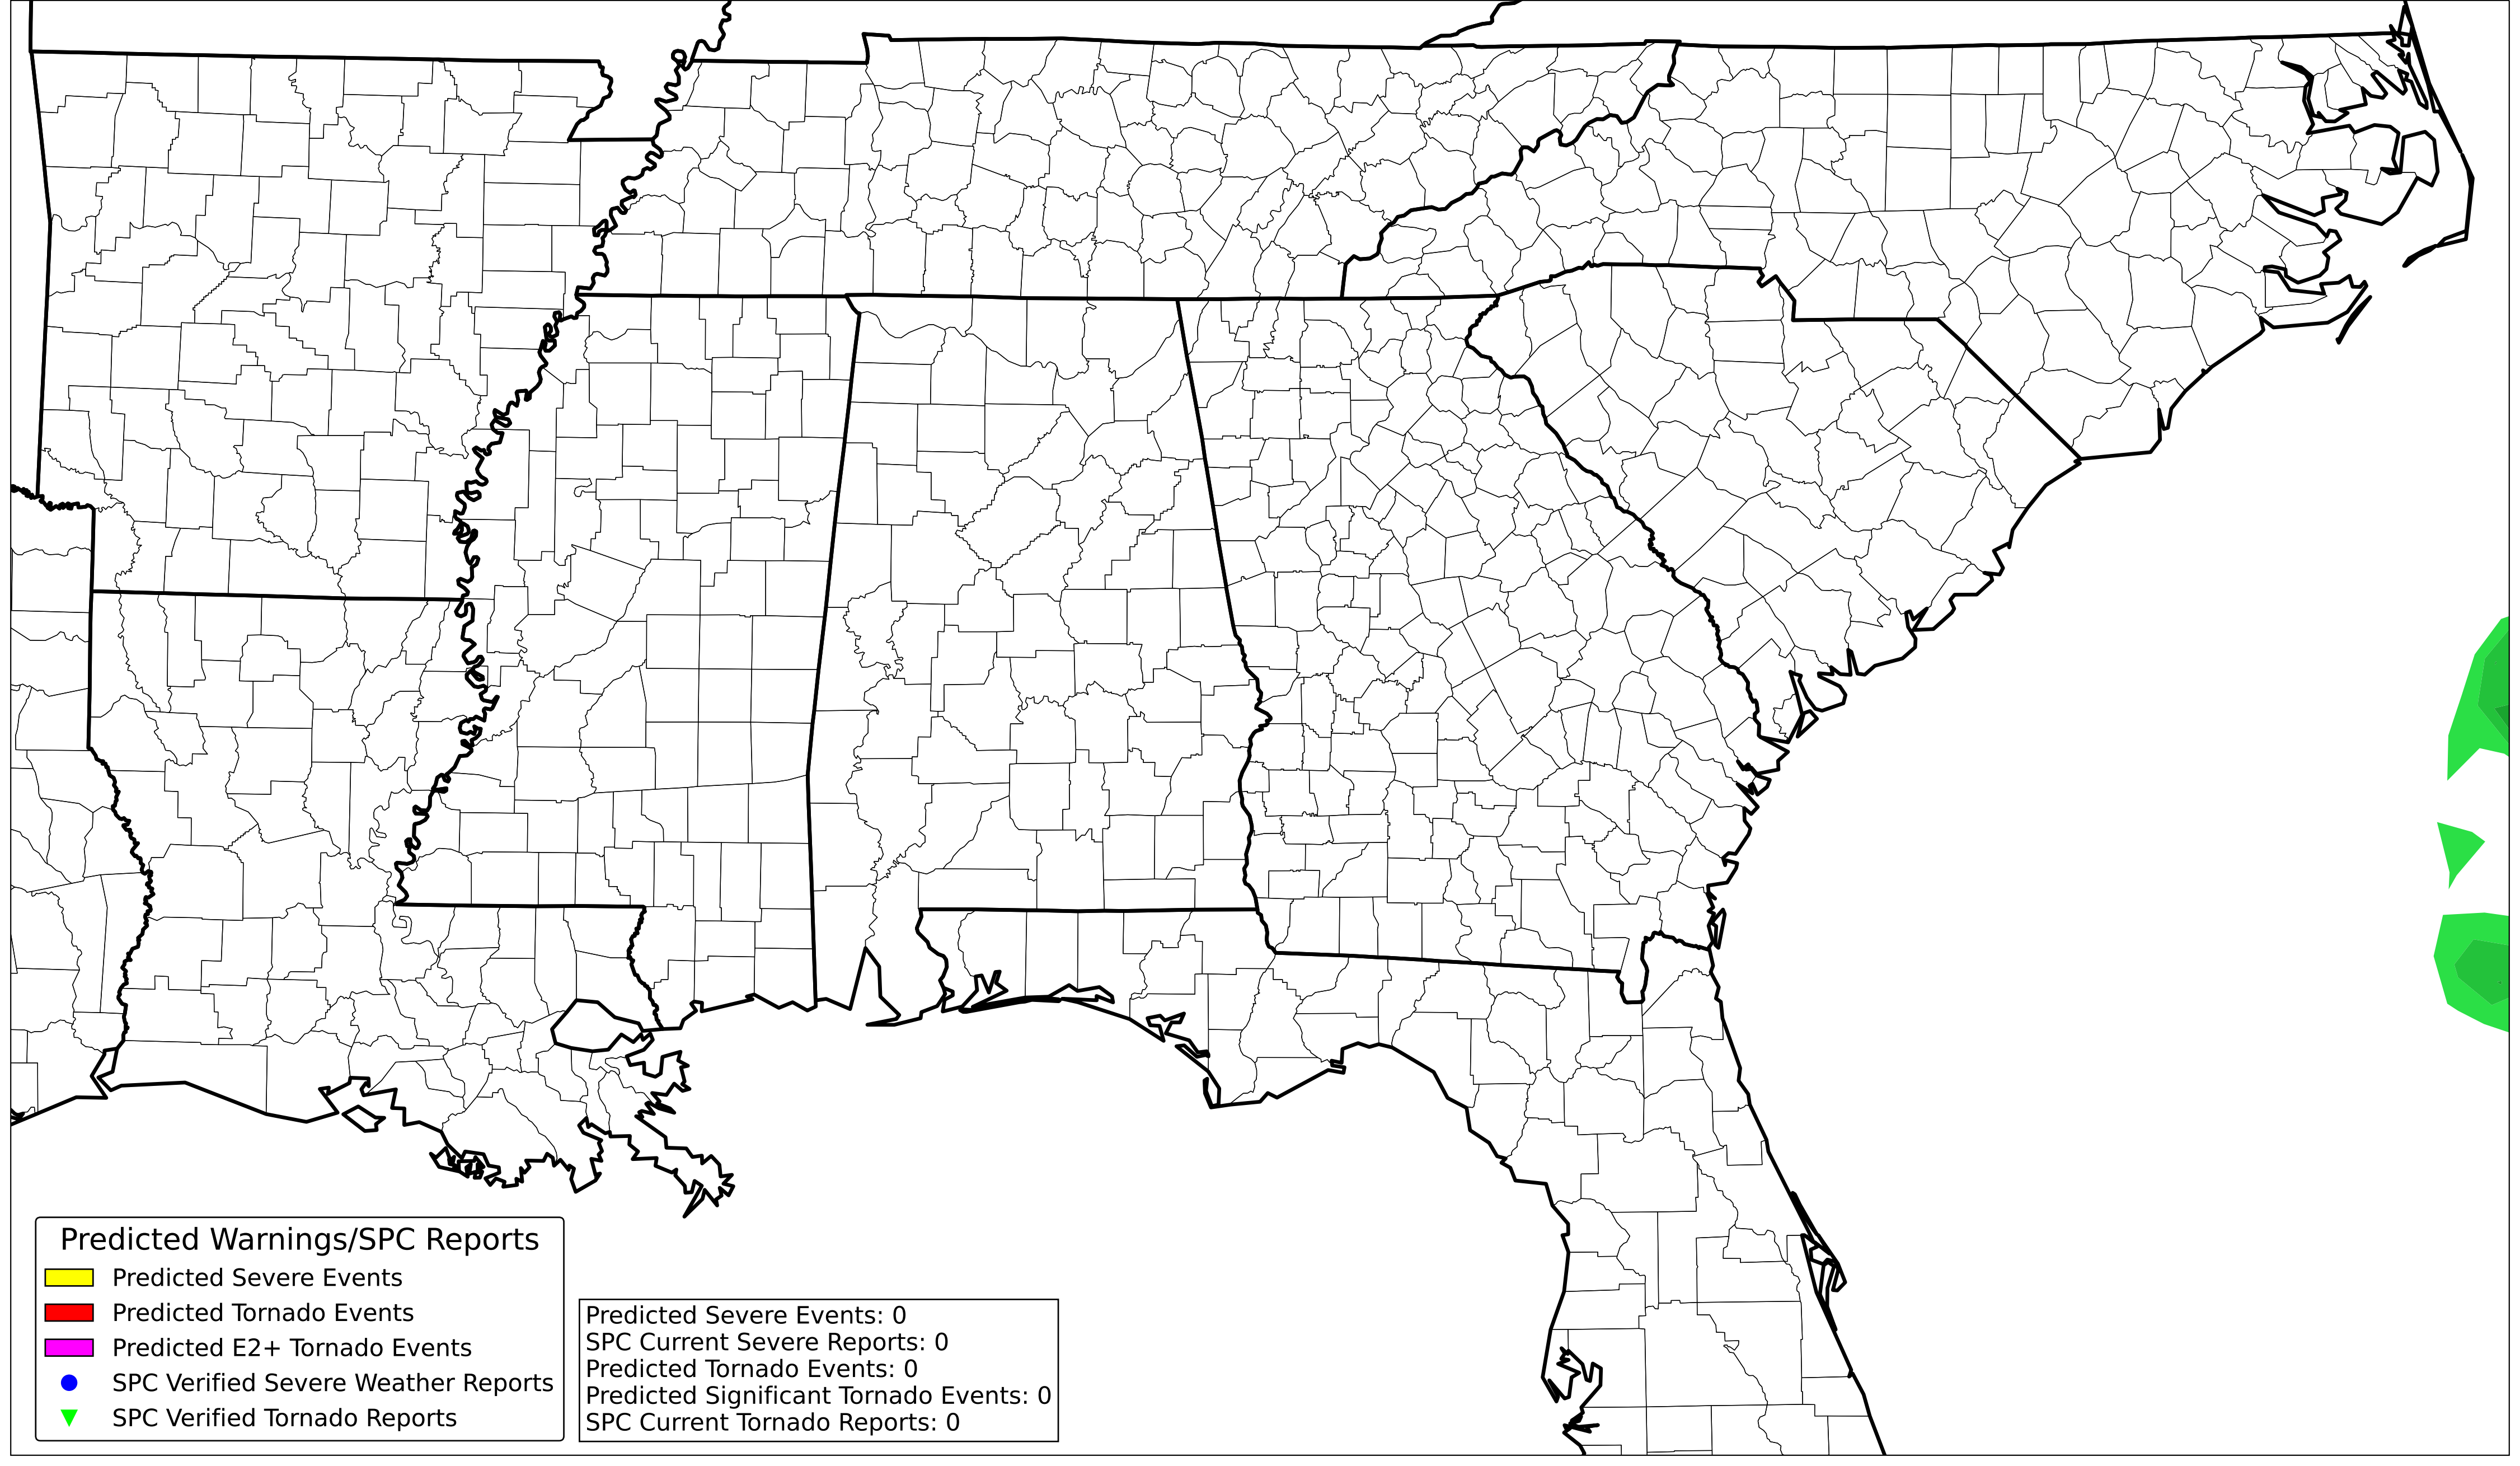 Predicted Warnings/SPC Reports
Predicted Severe Events
Predicted Tornado Events
Predicted E2+ Tornado Events
SPC Verified Severe Weather Reports
SPC Verified Tornado Reports
Predicted Severe Events: 0
SPC Current Severe Reports: 0
Predicted Tornado Events: 0
Predicted Significant Tornado Events: 0
SPC Current Tornado Reports: 0